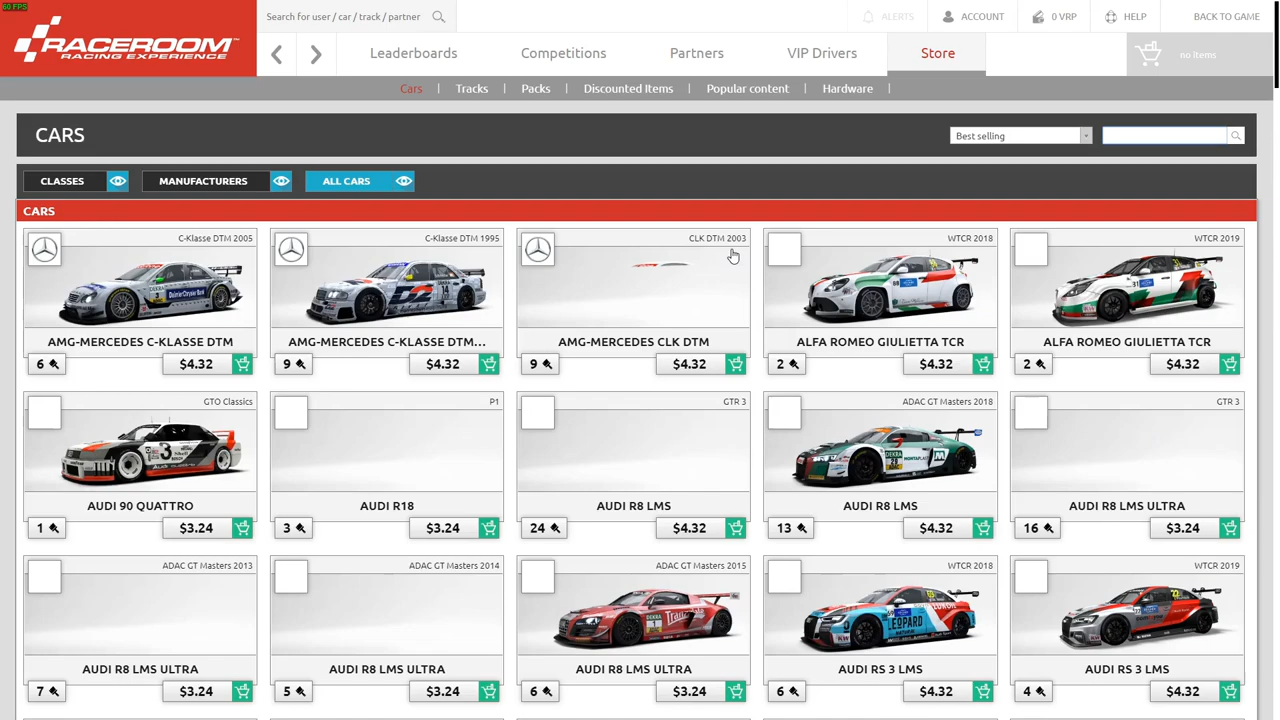 60 FPS
RACEROOM
RACING EXPERIENCE
Search for user / car / track / partner
ALERTS
ACCOUNT
0 VRP
HELP
BACK TO GAME
Leaderboards
Competitions
Partners
VIP Drivers
Store
no items
Cars
Tracks
Packs
Discounted Items
Popular content
Hardware
CARS
Best selling
CLASSES
MANUFACTURERS
ALL CARS
CARS
C-Klasse DTM 2005
C-Klasse DTM 1995
CLK DTM 2003
WTCR 2018
WTCR 2019
AMG-MERCEDES C-KLASSE DTM
AMG-MERCEDES C-KLASSE DTM...
AMG-MERCEDES CLK DTM
ALFA ROMEO GIULIETTA TCR
ALFA ROMEO GIULIETTA TCR
6 $4.32
9 $4.32
9 $4.32
2 $4.32
2 $4.32
GTO Classics
P1
GTR 3
ADAC GT Masters 2018
GTR 3
AUDI 90 QUATTRO
AUDI R18
AUDI R8 LMS
AUDI R8 LMS
AUDI R8 LMS ULTRA
1 $3.24
3 $3.24
24 $4.32
13 $4.32
16 $3.24
ADAC GT Masters 2013
ADAC GT Masters 2014
ADAC GT Masters 2015
WTCR 2018
WTCR 2019
AUDI R8 LMS ULTRA
AUDI R8 LMS ULTRA
AUDI R8 LMS ULTRA
AUDI RS 3 LMS
AUDI RS 3 LMS
7 $3.24
5 $3.24
6 $3.24
6 $4.32
4 $4.32